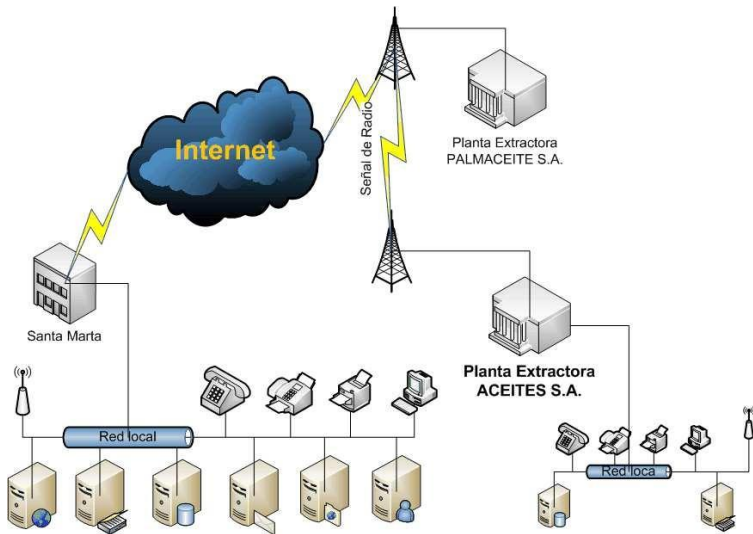 Internet
Señal de Radio
Planta Extractora
PALMACEITE S.A.
Santa Marta
Planta Extractora
ACEITES S.A.
Red local
Red loca